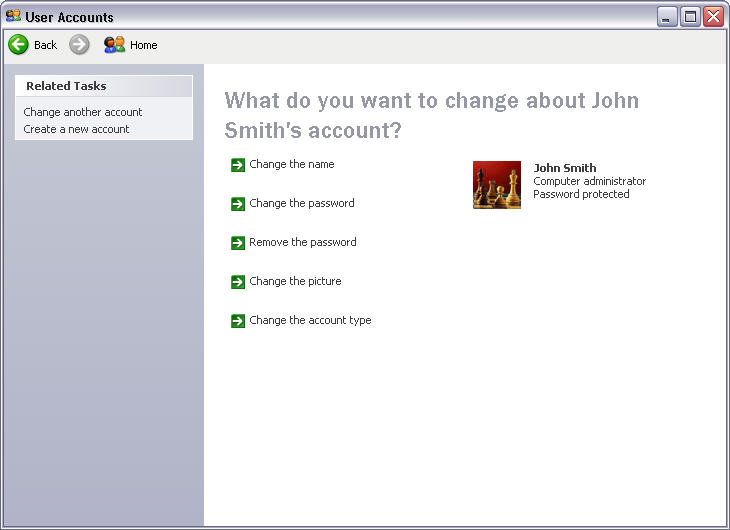 User Accounts
Back
Home
Related Tasks
Change another account
Create a new account
What do you want to change about John
Smith's account?
Change the name
Change the password
Remove the password
Change the picture
Change the account type
John Smith
Computer administrator
Password protected